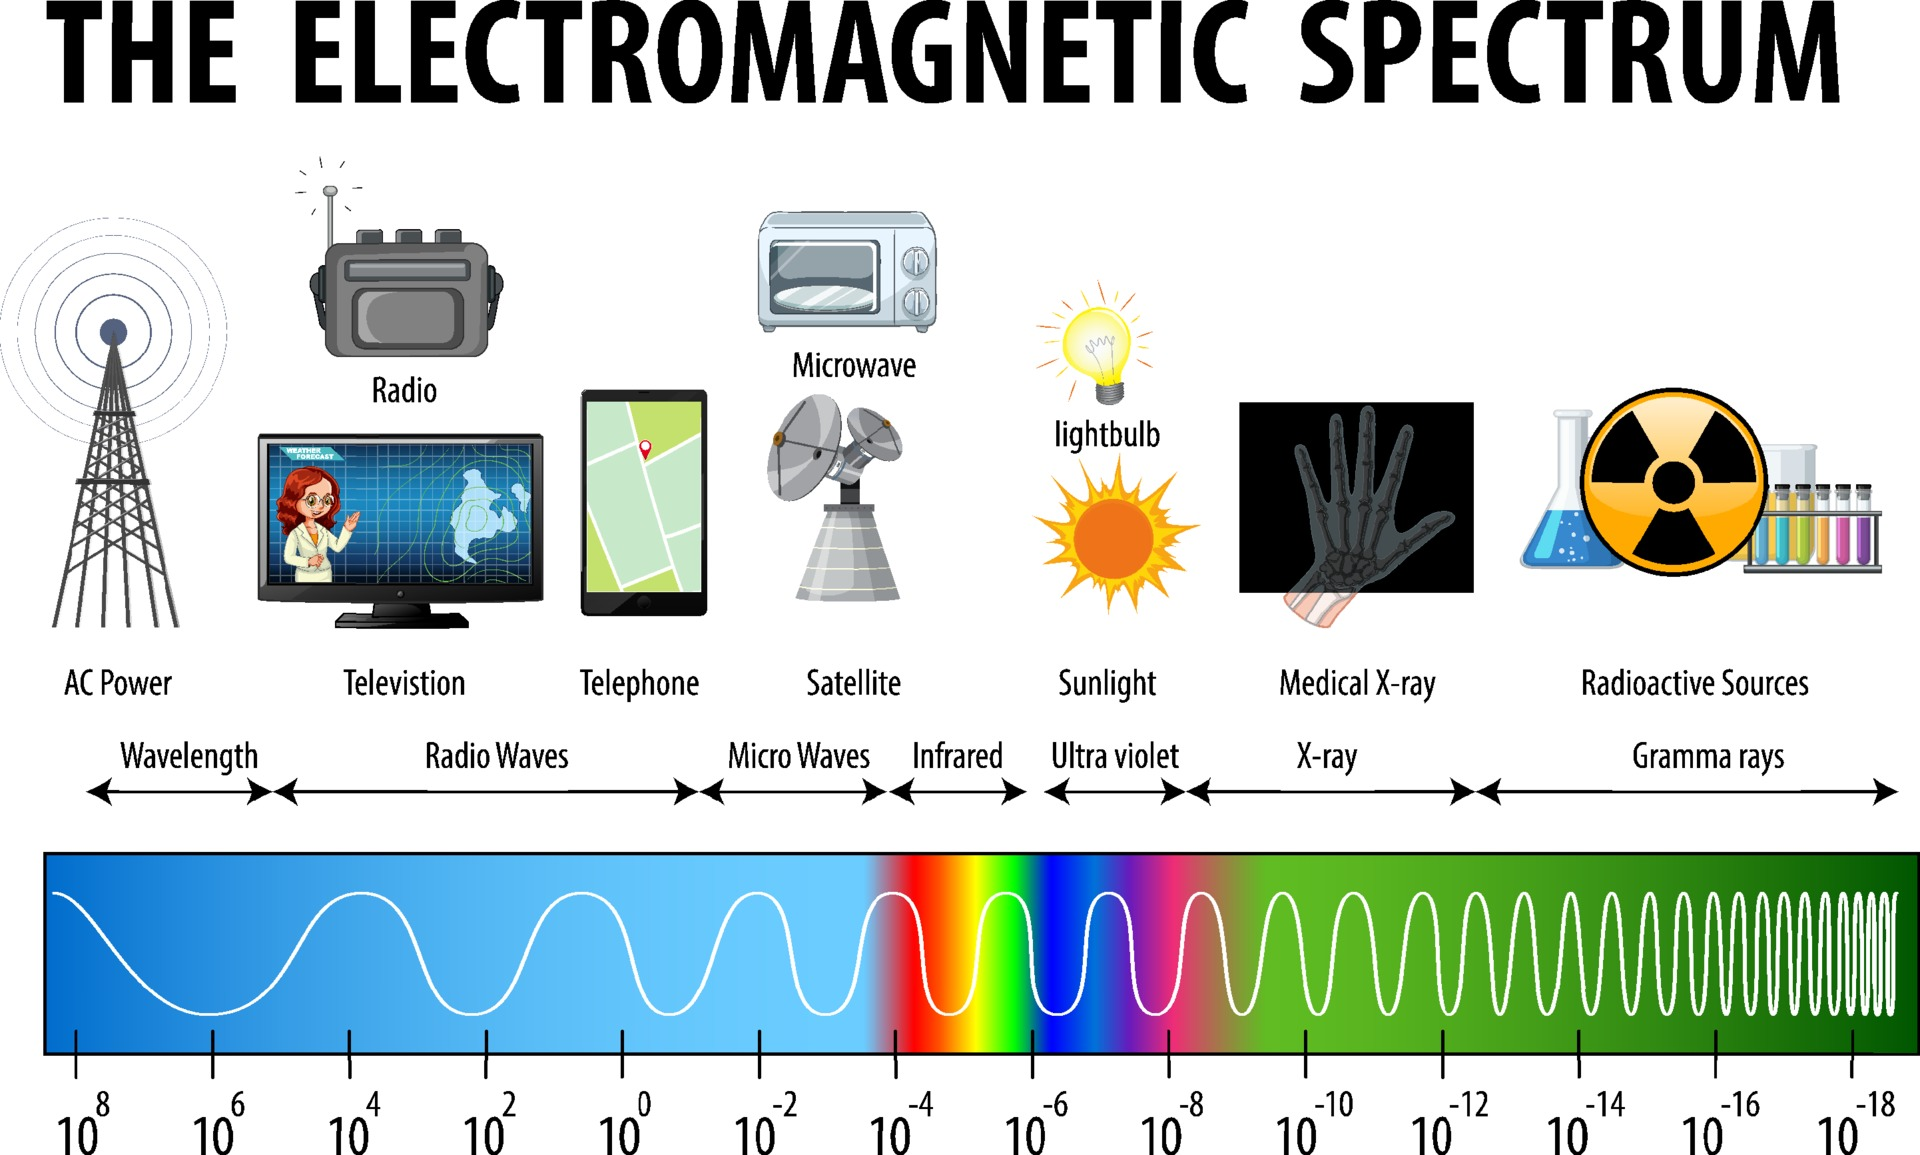 THE ELECTROMAGNETIC SPECTRUM
Radio
Microwave
lightbulb
WEATHER
FORECAST
AC Power
Televistion
Telephone
Satellite
Sunlight
Medical X-ray
Radioactive Sources
Wavelength
Radio Waves
Micro Waves
Infrared
Ultra violet
X-ray
Gramma rays
10^8 10^6 10^4 10^2 10^0 10^-2 10^-4 10^-6 10^-8 10^-10 10^-12 10^-14 10^-16 10^-18